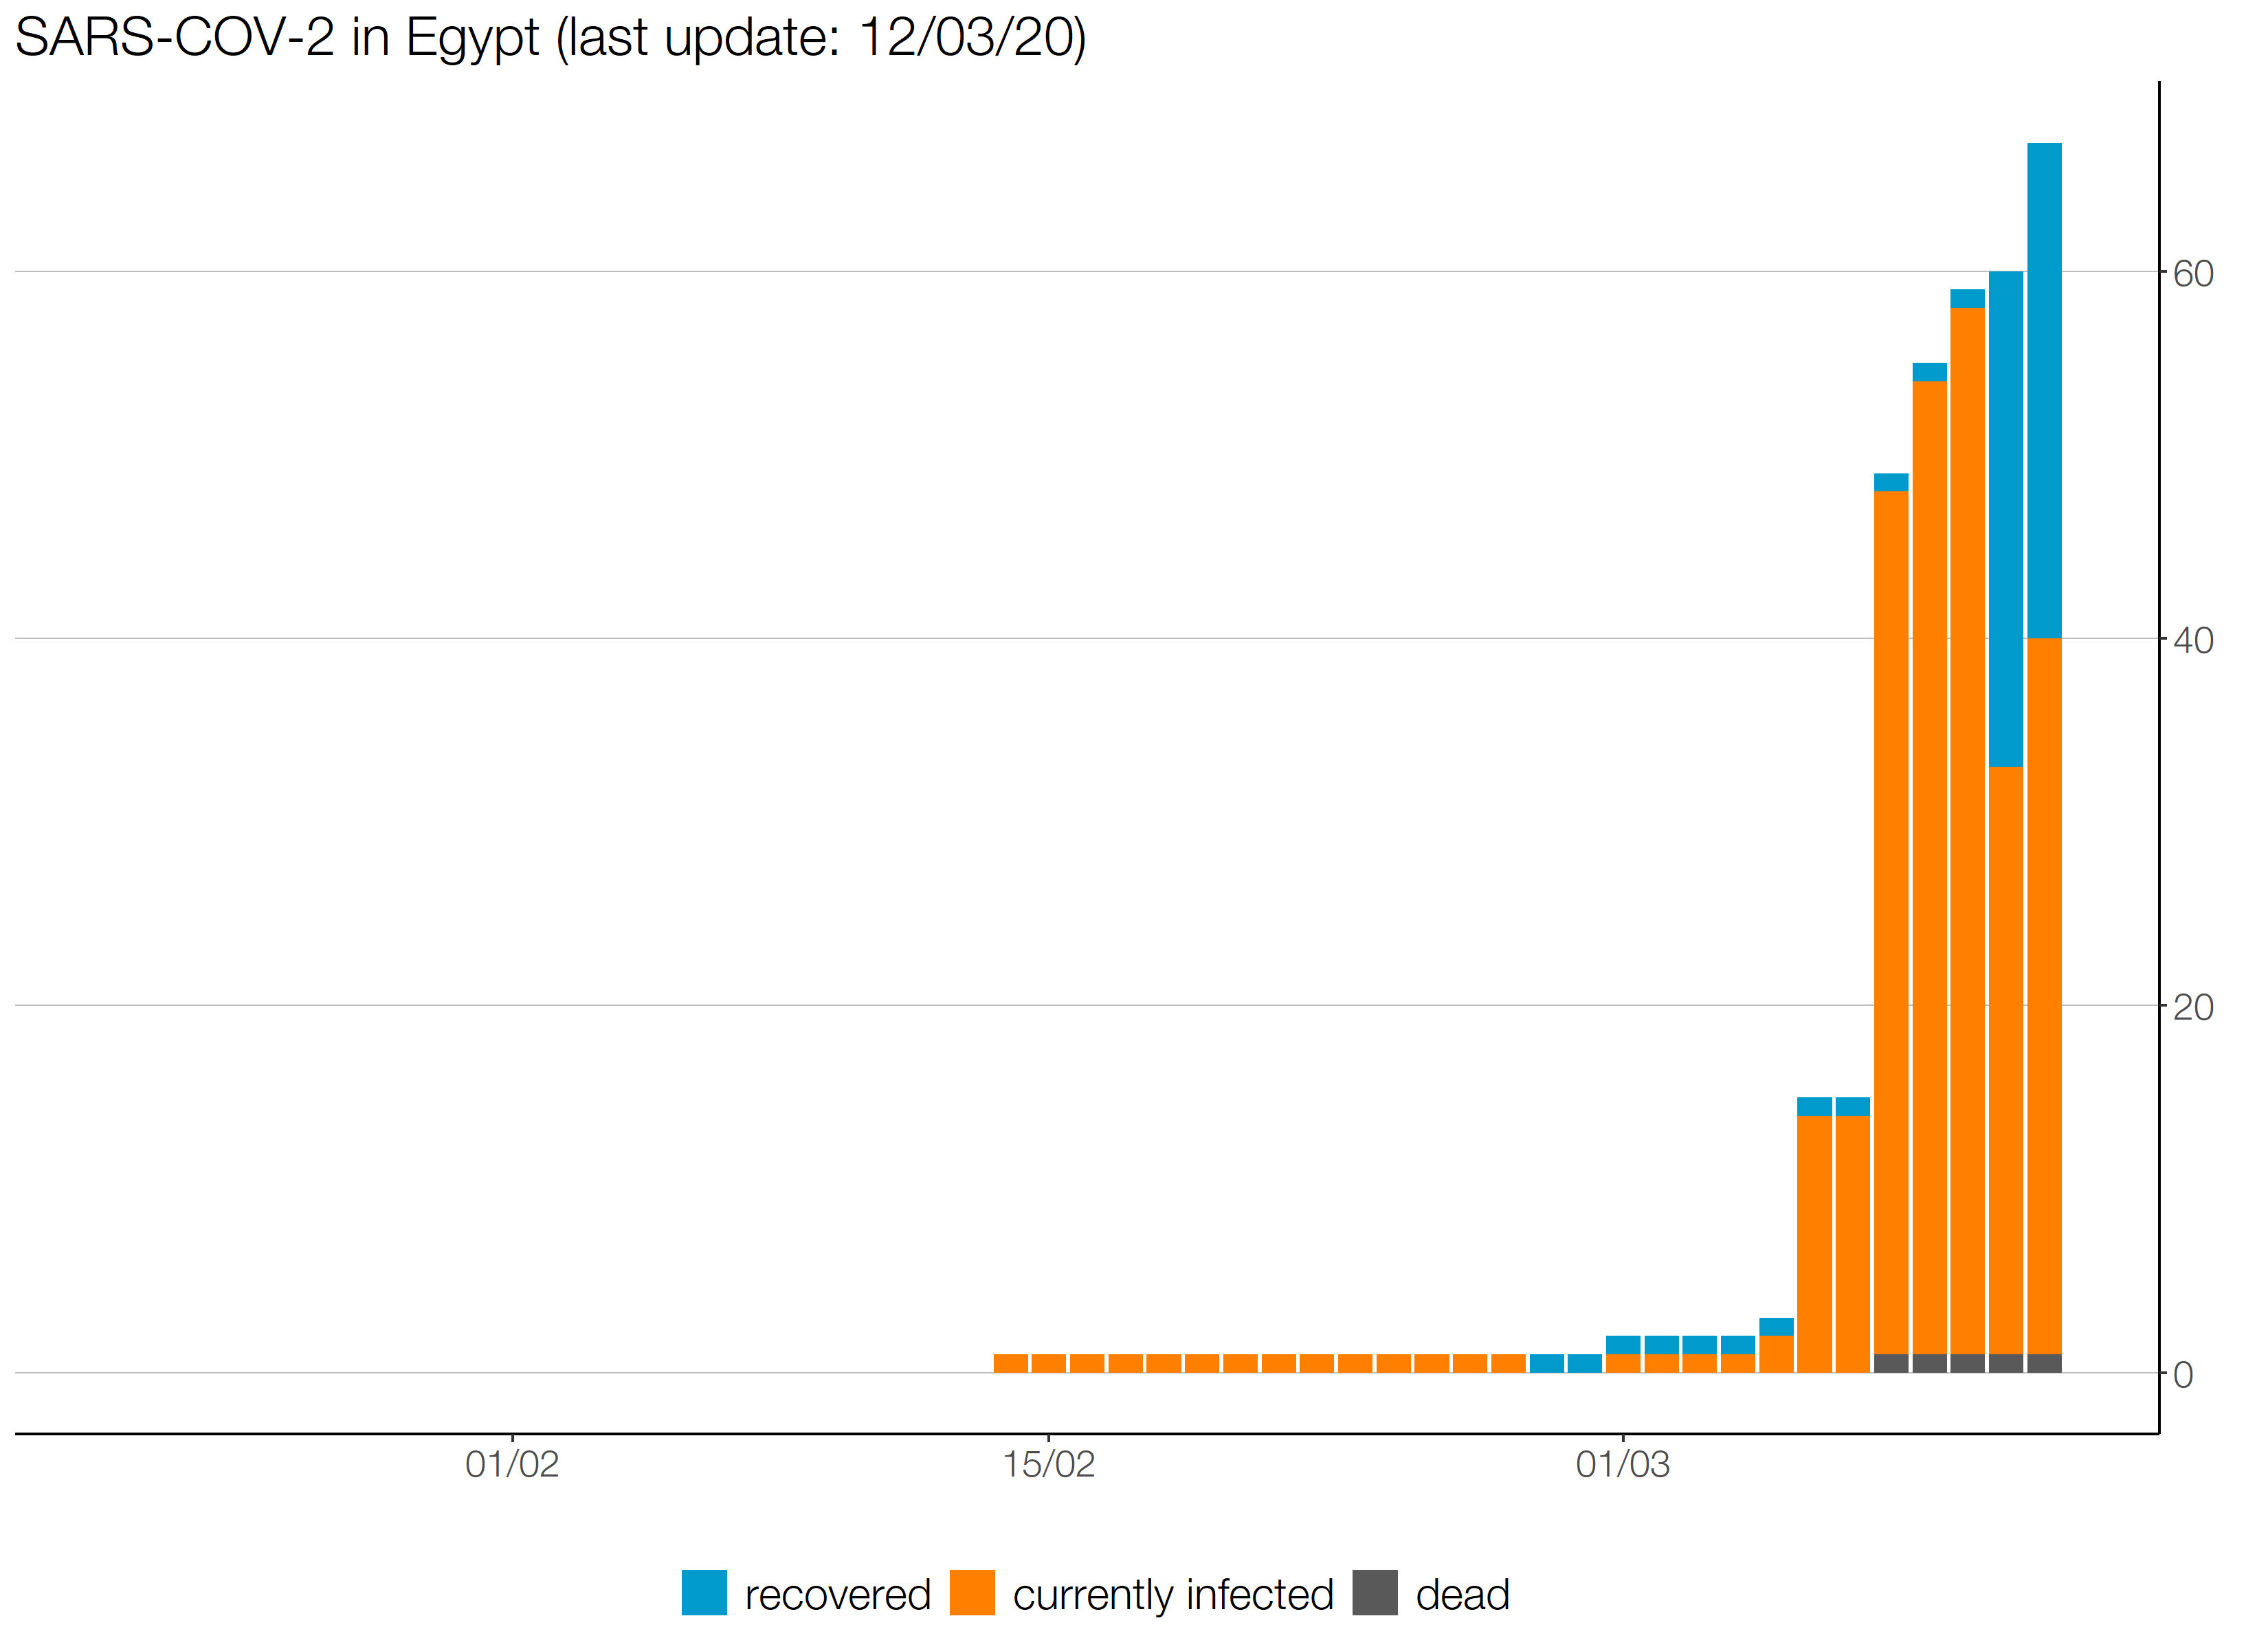 SARS-COV-2 in Egypt (last update: 12/03/20)
60
40
20
0
01/02 15/02 01/03
recovered currently infected dead